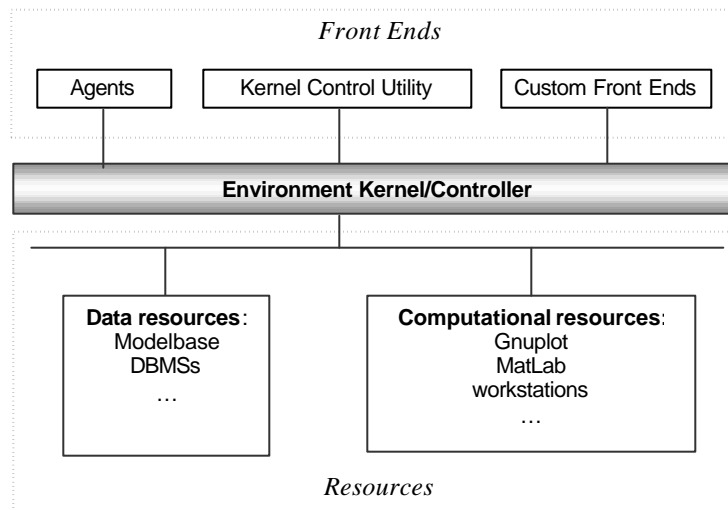 Front Ends
Agents
Kernel Control Utility
Custom Front Ends
Environment Kernel/Controller
Data resources:
Modelbase
DBMSs
…
Computational resources:
Gnuplot
MatLab
workstations
…
Resources